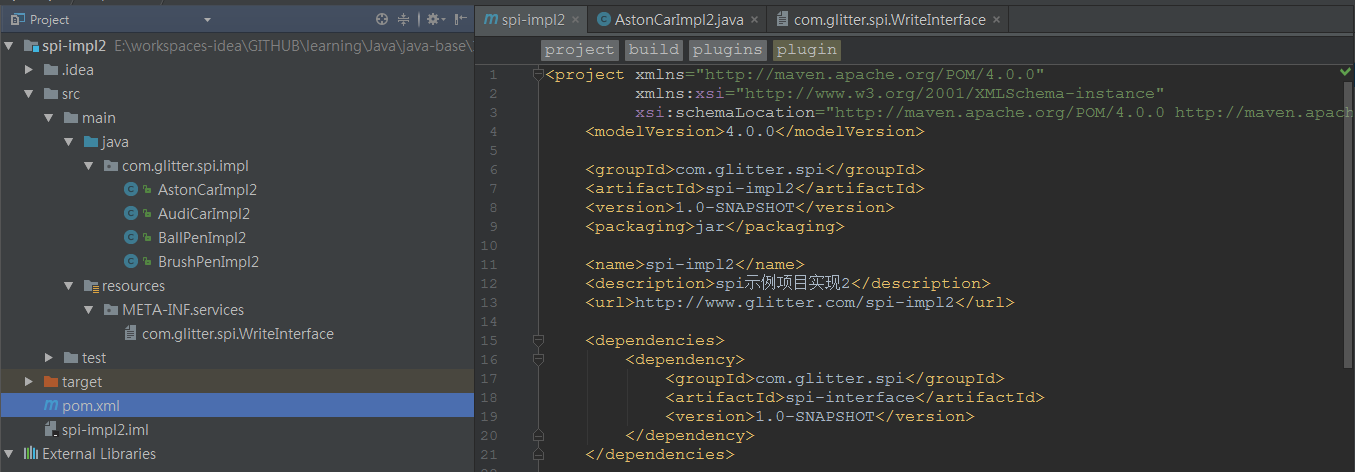 Project
spi-impl2 E:\workspaces-idea\GITHUB\learning\Java\java-base\
.idea
src
main
java
com.glitter.spi.impl
AstonCarImpl2
AudiCarImpl2
BallPenImpl2
BrushPenImpl2
resources
META-INF.services
com.glitter.spi.WriteInterface
test
target
pom.xml
spi-impl2.iml
External Libraries
spi-impl2 AstonCarImpl2.java com.glitter.spi.WriteInterface
project build plugins plugin
1 <project xmlns="http://maven.apache.org/POM/4.0.0"
2 xmlns:xsi="http://www.w3.org/2001/XMLSchema-instance"
3 xsi:schemaLocation="http://maven.apache.org/POM/4.0.0 http://maven.apach
4 <modelVersion>4.0.0</modelVersion>
5
6 <groupId>com.glitter.spi</groupId>
7 <artifactId>spi-impl2</artifactId>
8 <version>1.0-SNAPSHOT</version>
9 <packaging>jar</packaging>
10
11 <name>spi-impl2</name>
12 <description>spi示例项目实现2</description>
13 <url>http://www.glitter.com/spi-impl2</url>
14
15 <dependencies>
16 <dependency>
17 <groupId>com.glitter.spi</groupId>
18 <artifactId>spi-interface</artifactId>
19 <version>1.0-SNAPSHOT</version>
20 </dependency>
21 </dependencies>